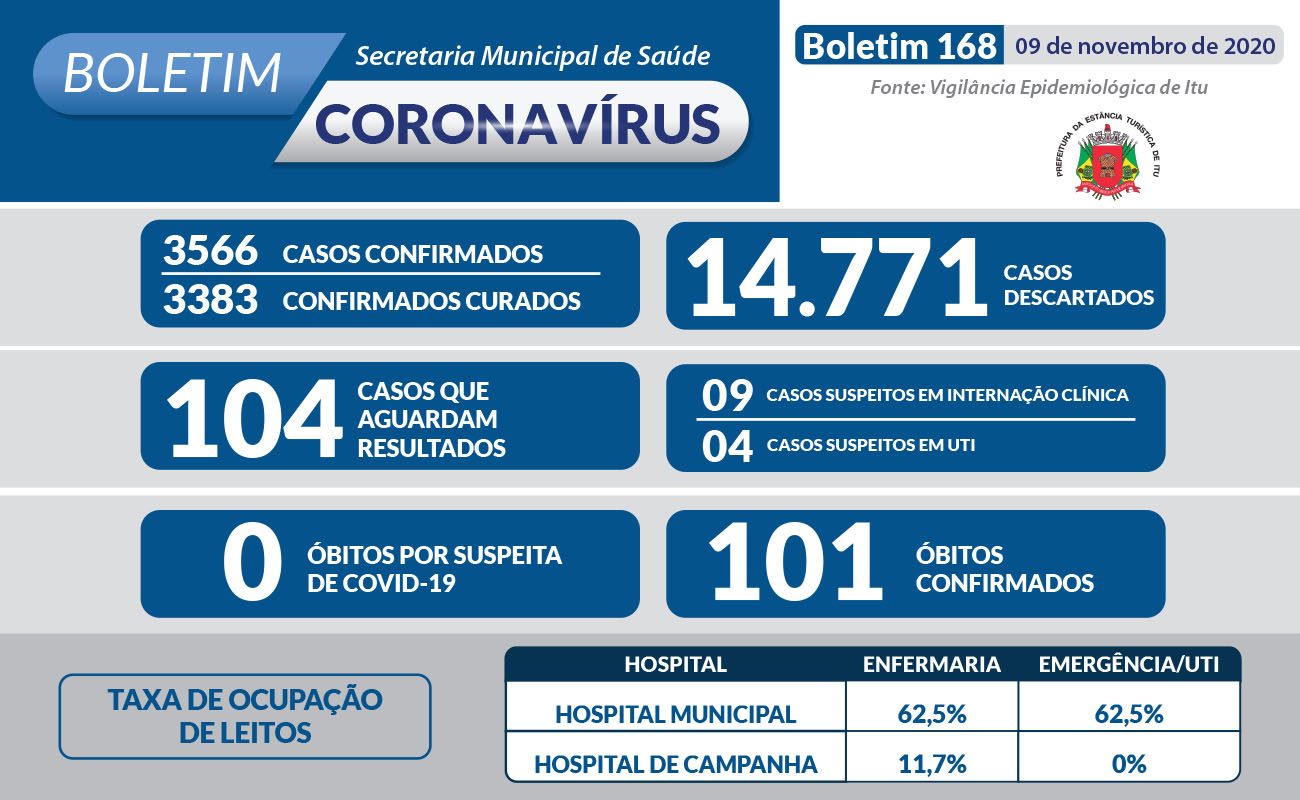 BOLETIM
Secretaria Municipal de Saúde
CORONAVÍRUS
Boletim 168
09 de novembro de 2020
Fonte: Vigilância Epidemiológica de Itu
PREFEITURA DA ESTÂNCIA TURÍSTICA DE ITU
3566 CASOS CONFIRMADOS
3383 CONFIRMADOS CURADOS
14.771 CASOS
DESCARTADOS
104 CASOS QUE
AGUARDAM
RESULTADOS
09 CASOS SUSPEITOS EM INTERNAÇÃO CLÍNICA
04 CASOS SUSPEITOS EM UTI
0 ÓBITOS POR SUSPEITA
DE COVID-19
101 ÓBITOS
CONFIRMADOS
TAXA DE OCUPAÇÃO
DE LEITOS
HOSPITAL ENFERMARIA EMERGÊNCIA/UTI
HOSPITAL MUNICIPAL 62,5% 62,5%
HOSPITAL DE CAMPANHA 11,7% 0%